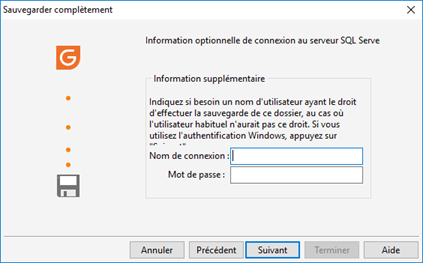 Sauvegarder complètement
Information optionnelle de connexion au serveur SQL Serve
Information supplémentaire
Indiquez si besoin un nom d'utilisateur ayant le droit
d'effectuer la sauvegarde de ce dossier, au cas où
l'utilisateur habituel n'aurait pas ce droit. Si vous
utilisez l'authentification Windows, appuyez sur
Nom de connexion :
Mot de passe :
Annuler
Précédent
Suivant
Terminer
Aide